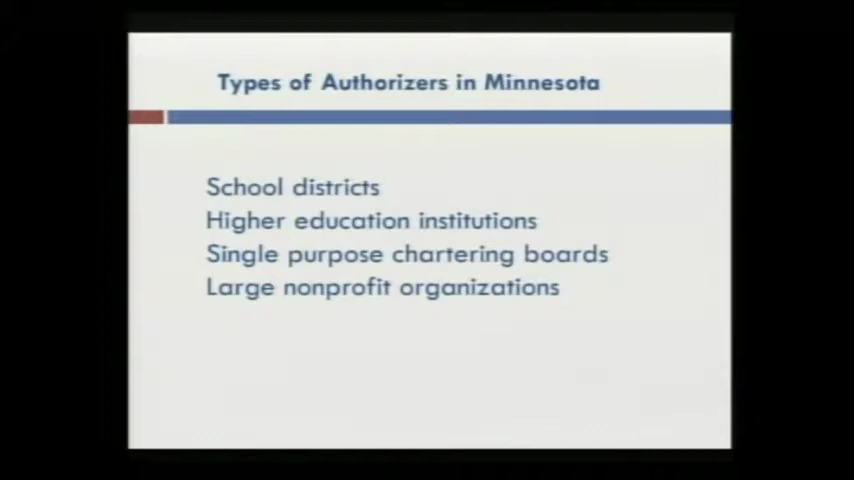 Types of Authorizers in Minnesota
School districts
Higher education institutions
Single purpose chartering boards
Large nonprofit organizations